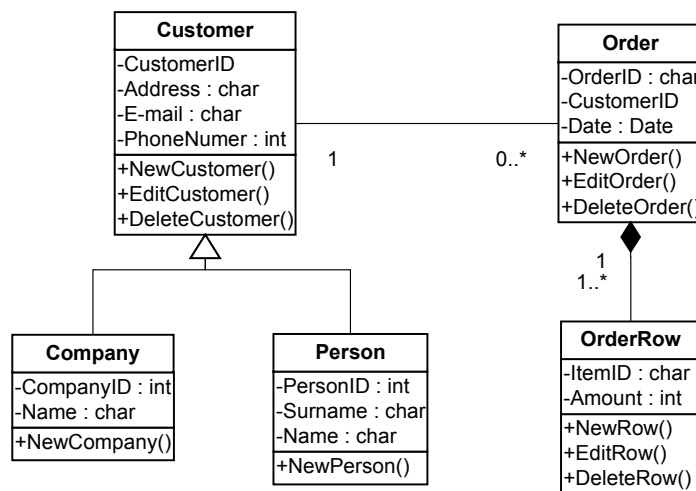 Customer
-CustomerID
-Address : char
-E-mail : char
-PhoneNumer : int
+NewCustomer()
+EditCustomer()
+DeleteCustomer()
1
0..*
Order
-OrderID : char
-CustomerID
-Date : Date
+NewOrder()
+EditOrder()
+DeleteOrder()
1
1..*
Company
-CompanyID : int
-Name : char
+NewCompany()
Person
-PersonID : int
-Surname : char
-Name : char
+NewPerson()
OrderRow
-ItemID : char
-Amount : int
+NewRow()
+EditRow()
+DeleteRow()